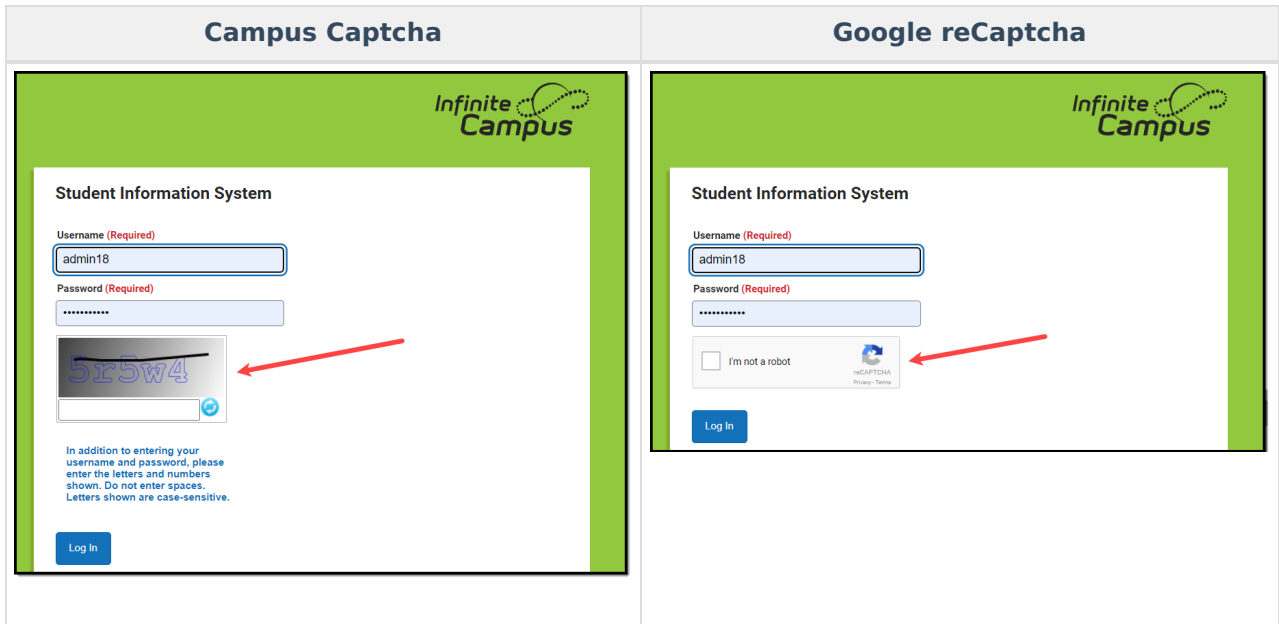 Campus Captcha
Infinite
Campus
Student Information System
Username (Required)
admin18
Password (Required)
•••••••••••
5r5w4
In addition to entering your
username and password, please
enter the letters and numbers
shown. Do not enter spaces.
Letters shown are case-sensitive.
Log In
Google reCaptcha
Infinite
Campus
Student Information System
Username (Required)
admin18
Password (Required)
•••••••••••
I'm not a robot
reCAPTCHA
Privacy - Terms
Log In